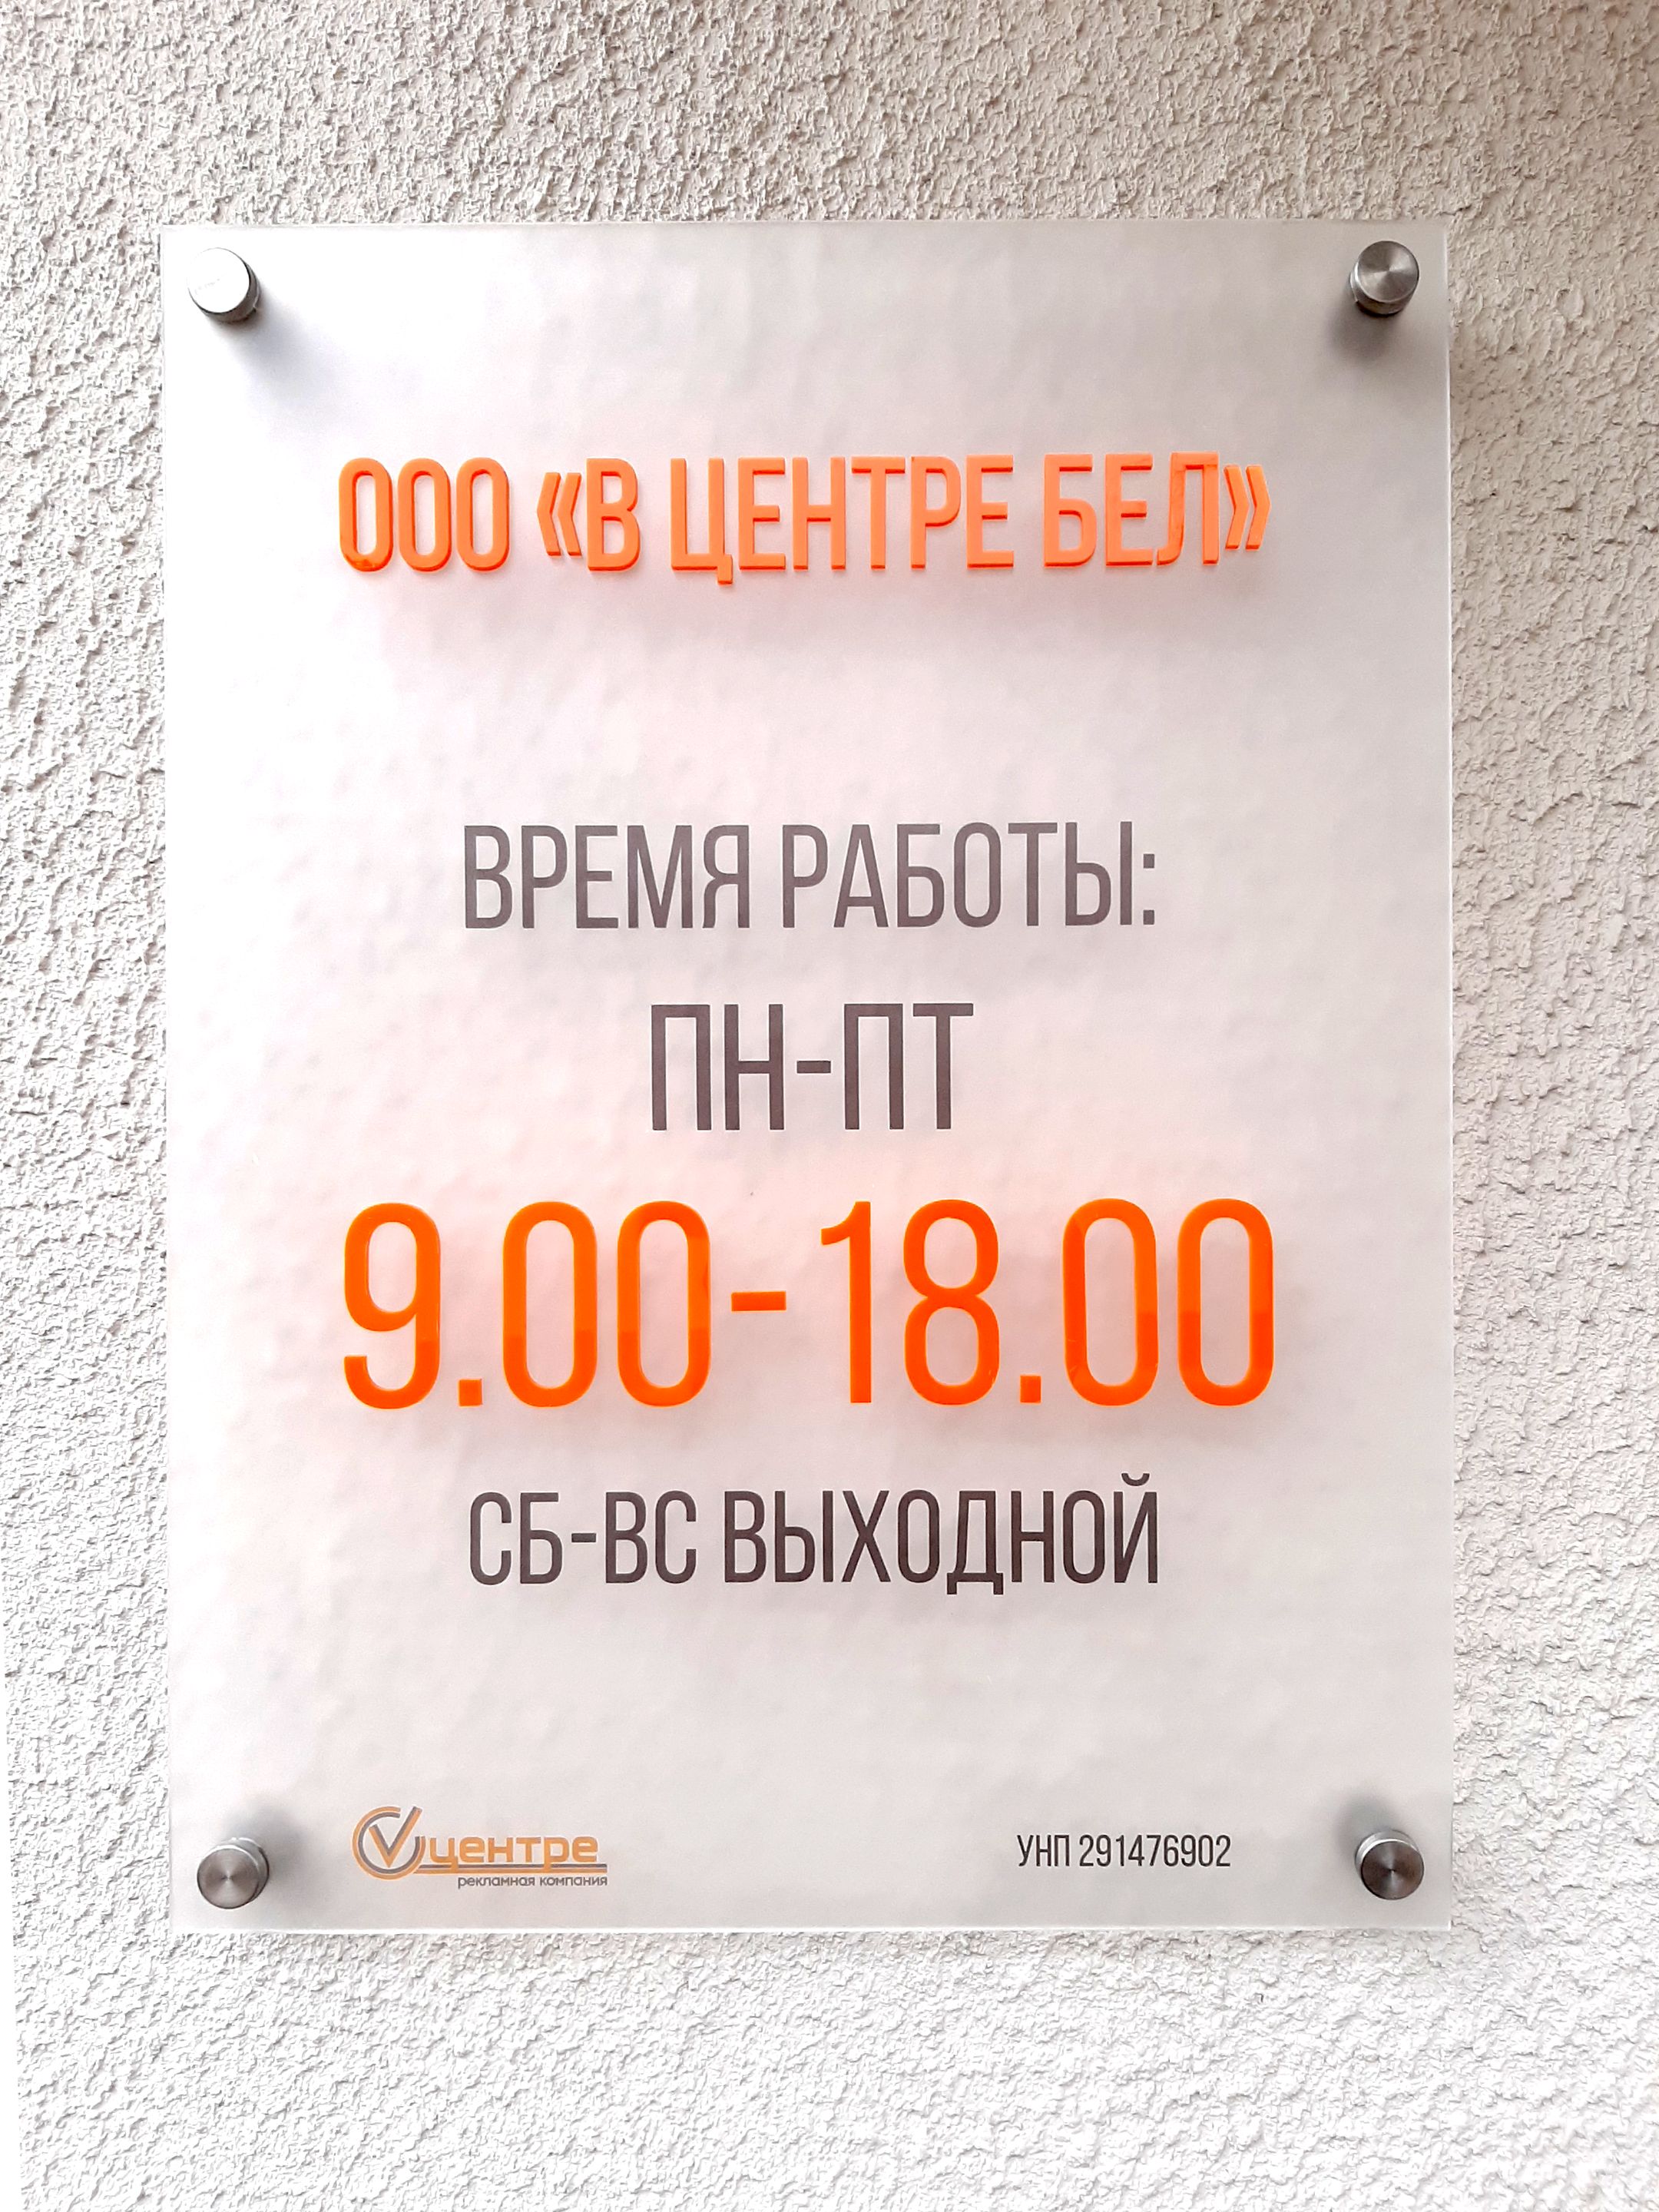 ООО «В ЦЕНТРЕ БЕЛ»
ВРЕМЯ РАБОТЫ:
ПН-ПТ
9.00-18.00
СБ-ВС ВЫХОДНОЙ
Vцентре
рекламная компания
УНП 291476902